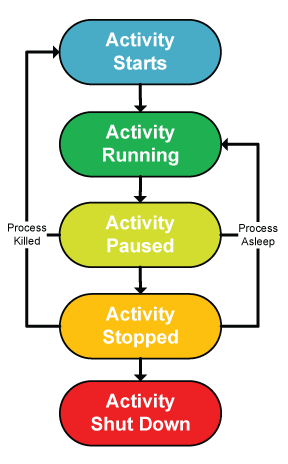 Activity
Starts
Activity
Running
Activity
Paused
Process
Killed
Process
Asleep
Activity
Stopped
Activity
Shut Down